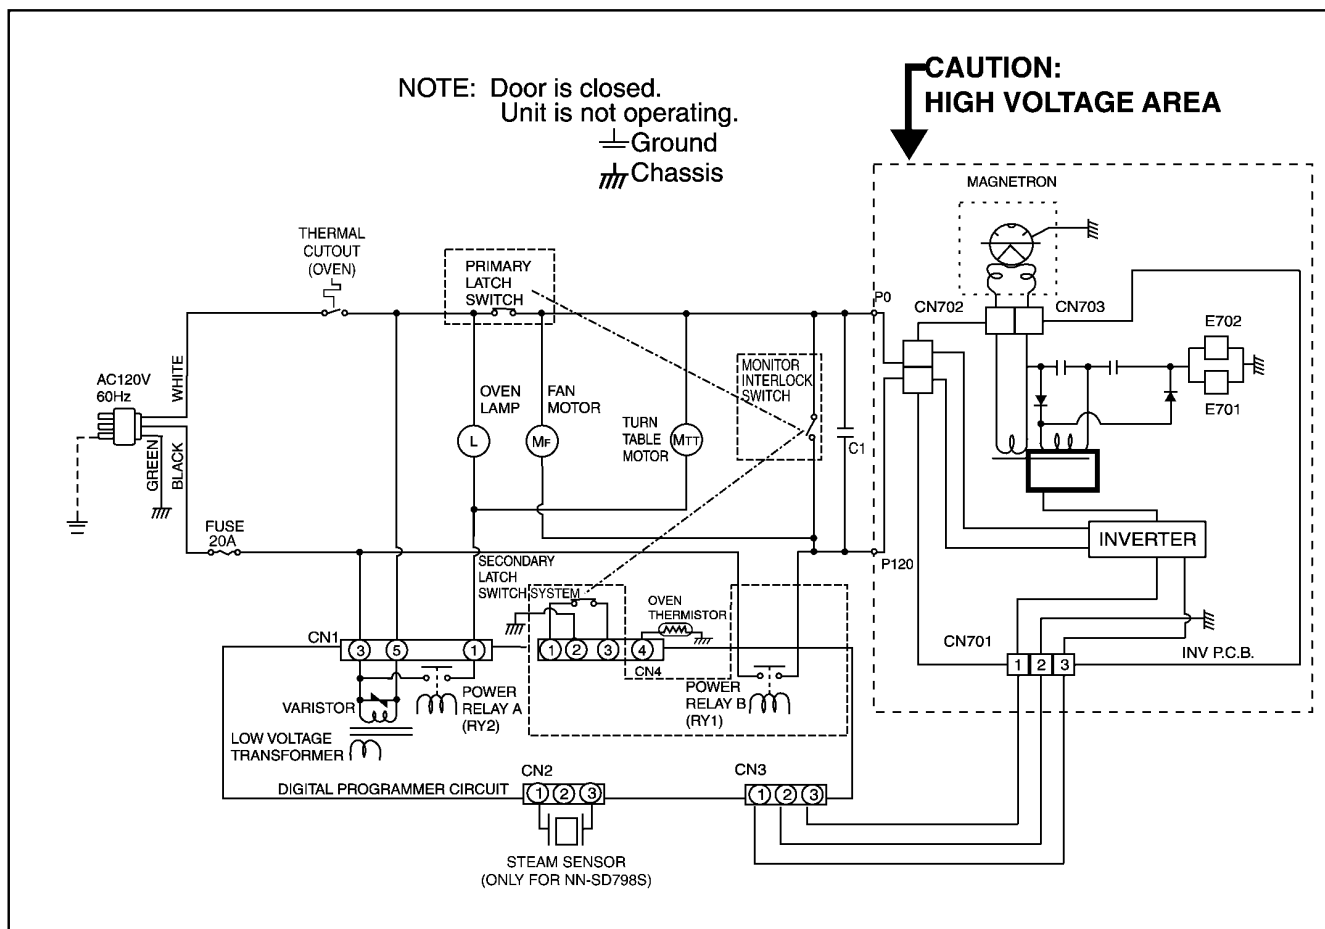 NOTE: Door is closed.
Unit is not operating.
Ground
Chassis
CAUTION:
HIGH VOLTAGE AREA
MAGNETRON
THERMAL
CUTOUT
(OVEN)
PRIMARY
LATCH
SWITCH
P0
CN702
CN703
E702
E701
AC120V
60Hz
WHITE
GREEN
BLACK
OVEN
LAMP
FAN
MOTOR
TURN
TABLE
MOTOR
L
MF
MTT
MONITOR
INTERLOCK
SWITCH
C1
FUSE
20A
P120
INVERTER
SECONDARY
LATCH
SWITCH SYSTEM
OVEN
THERMISTOR
CN1
3 5 1
1 2 3 4
CN4
CN701
1 2 3
INV P.C.B.
VARISTOR
POWER
RELAY A
(RY2)
POWER
RELAY B
(RY1)
LOW VOLTAGE
TRANSFORMER
DIGITAL PROGRAMMER CIRCUIT
CN2
1 2 3
CN3
1 2 3
STEAM SENSOR
(ONLY FOR NN-SD798S)